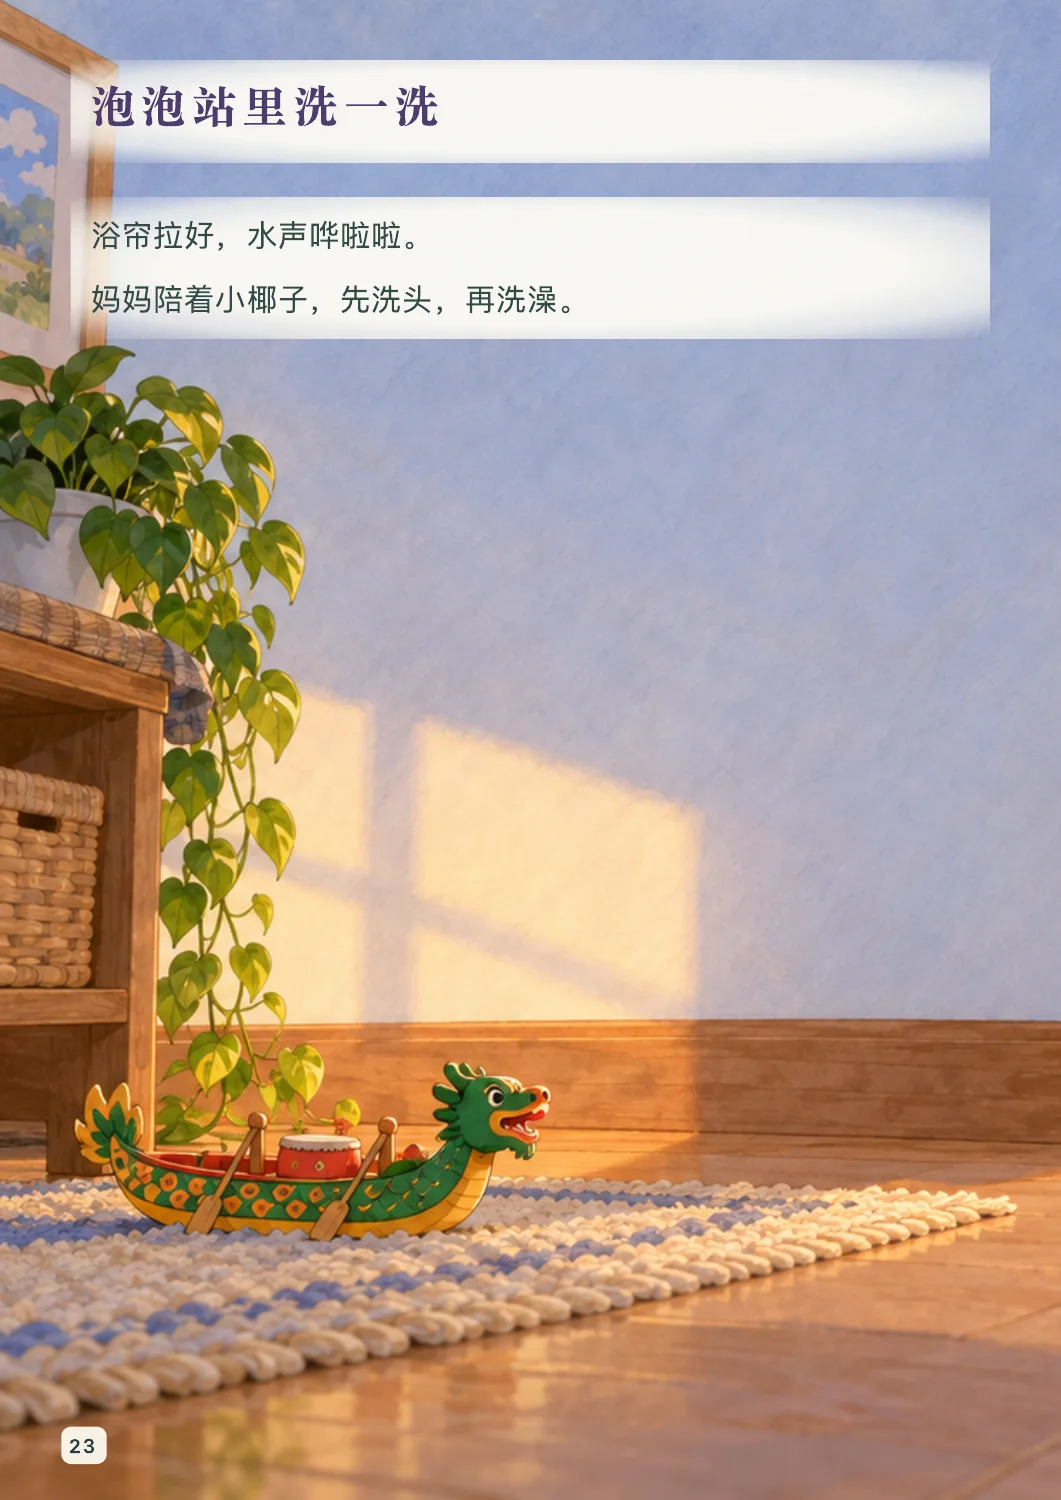 泡泡站里洗一洗
浴帘拉好，水声哗啦啦。
妈妈陪着小椰子，先洗头，再洗澡。
23